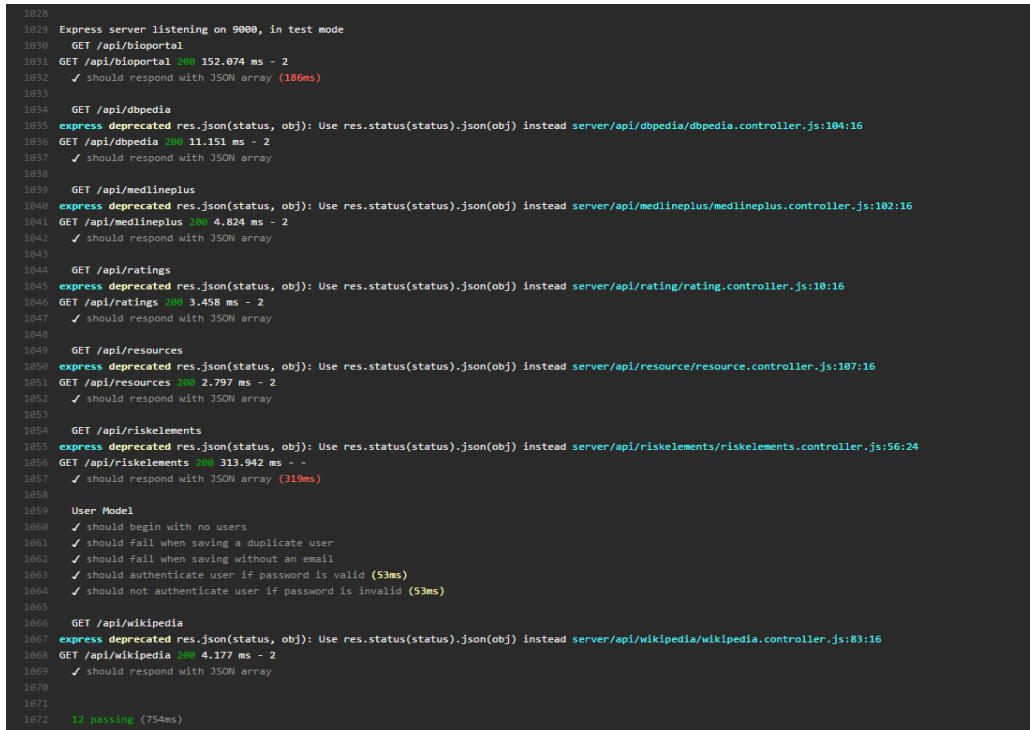 1028
1029 Express server listening on 9000, in test mode
1030 GET /api/bioportal
1031 GET /api/bioportal 200 152.074 ms - 2
1032 ✓ should respond with JSON array (186ms)
1033
1034 GET /api/dbpedia
1035 express deprecated res.json(status, obj): Use res.status(status).json(obj) instead server/api/dbpedia/dbpedia.controller.js:104:16
1036 GET /api/dbpedia 200 11.151 ms - 2
1037 ✓ should respond with JSON array
1038
1039 GET /api/medlineplus
1040 express deprecated res.json(status, obj): Use res.status(status).json(obj) instead server/api/medlineplus/medlineplus.controller.js:102:16
1041 GET /api/medlineplus 200 4.824 ms - 2
1042 ✓ should respond with JSON array
1043
1044 GET /api/ratings
1045 express deprecated res.json(status, obj): Use res.status(status).json(obj) instead server/api/rating/rating.controller.js:10:16
1046 GET /api/ratings 200 3.458 ms - 2
1047 ✓ should respond with JSON array
1048
1049 GET /api/resources
1050 express deprecated res.json(status, obj): Use res.status(status).json(obj) instead server/api/resource/resource.controller.js:107:16
1051 GET /api/resources 200 2.797 ms - 2
1052 ✓ should respond with JSON array
1053
1054 GET /api/riskelements
1055 express deprecated res.json(status, obj): Use res.status(status).json(obj) instead server/api/riskelements/riskelements.controller.js:56:24
1056 GET /api/riskelements 200 313.942 ms - -
1057 ✓ should respond with JSON array (319ms)
1058
1059 User Model
1060 ✓ should begin with no users
1061 ✓ should fail when saving a duplicate user
1062 ✓ should fail when saving without an email
1063 ✓ should authenticate user if password is valid (53ms)
1064 ✓ should not authenticate user if password is invalid (53ms)
1065
1066 GET /api/wikipedia
1067 express deprecated res.json(status, obj): Use res.status(status).json(obj) instead server/api/wikipedia/wikipedia.controller.js:83:16
1068 GET /api/wikipedia 200 4.177 ms - 2
1069 ✓ should respond with JSON array
1070
1071
1072 12 passing (754ms)